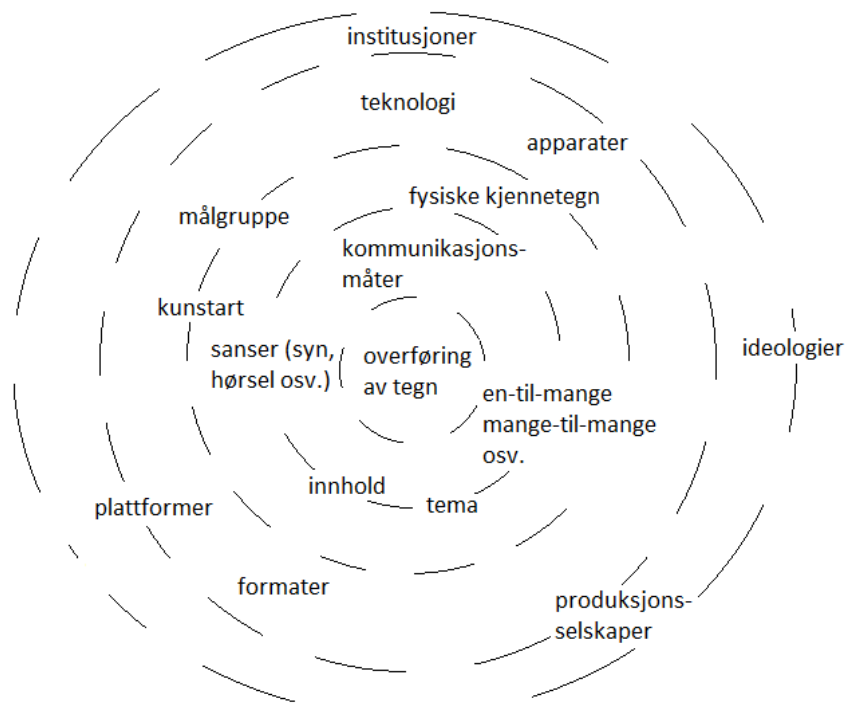 institusjoner
teknologi
apparater
fysiske kjennetegn
målgruppe
kommunikasjons-
måter
kunstart
sanser (syn,
hørsel osv.)
overføring
av tegn
ideologier
en-til-mange
mange-til-mange
osv.
innhold
tema
plattformer
formater
produksjons-
selskaper